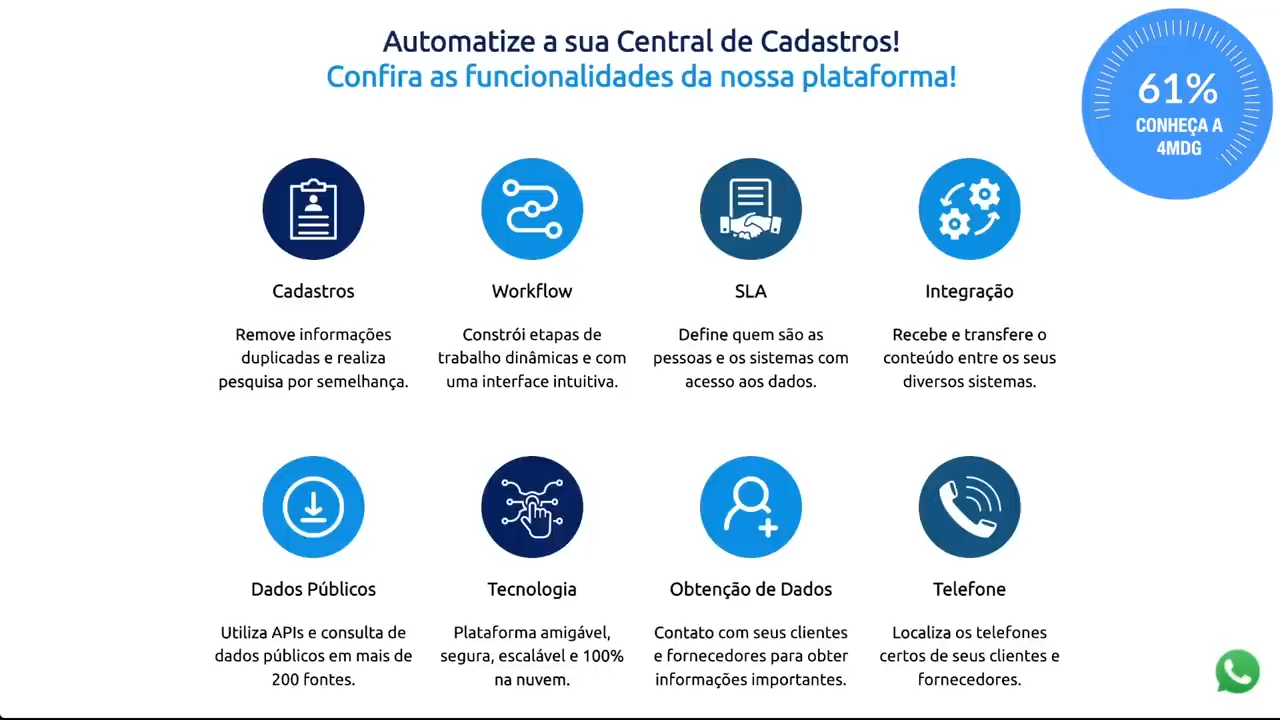 Automatize a sua Central de Cadastros!
Confira as funcionalidades da nossa plataforma!
61%
CONHEÇA A
4MDG
Cadastros
Remove informações
duplicadas e realiza
pesquisa por semelhança.
Workflow
Constrói etapas de
trabalho dinâmicas e com
uma interface intuitiva.
SLA
Define quem são as
pessoas e os sistemas com
acesso aos dados.
Integração
Recebe e transfere o
conteúdo entre os seus
diversos sistemas.
Dados Públicos
Utiliza APIs e consulta de
dados públicos em mais de
200 fontes.
Tecnologia
Plataforma amigável,
segura, escalável e 100%
na nuvem.
Obtenção de Dados
Contato com seus clientes
e fornecedores para obter
informações importantes.
Telefone
Localiza os telefones
certos de seus clientes e
fornecedores.